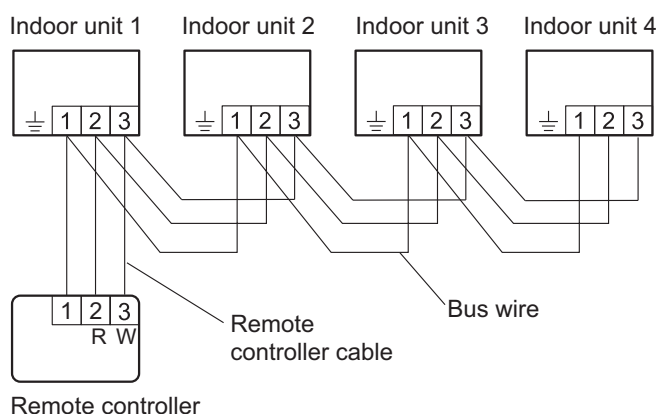 Indoor unit 1 Indoor unit 2 Indoor unit 3 Indoor unit 4
1 2 3 1 2 3 1 2 3 1 2 3
1 2 3
R W
Bus wire
Remote
controller cable
Remote controller